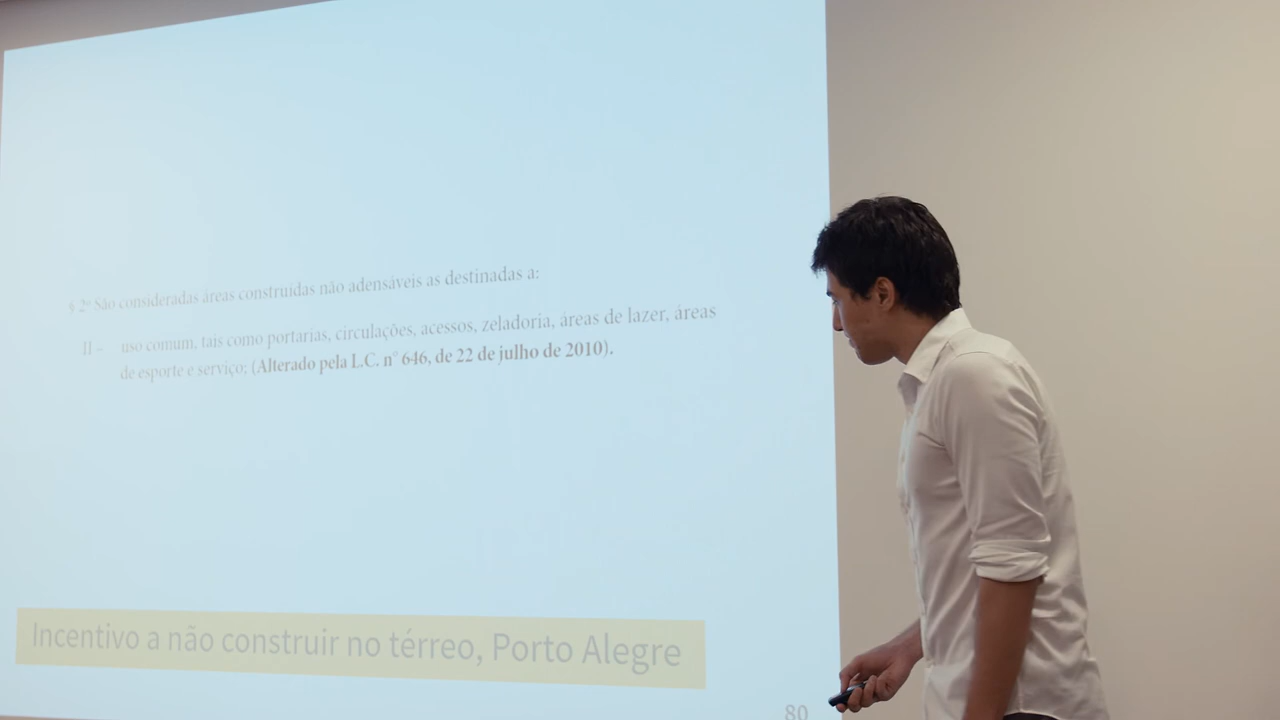 § 2º São consideradas áreas construídas não adensáveis as destinadas a:
II - uso comum, tais como portarias, circulações, acessos, zeladoria, áreas de lazer, áreas
de esporte e serviço; (Alterado pela L.C. nº 646, de 22 de julho de 2010).
Incentivo a não construir no térreo, Porto Alegre
80